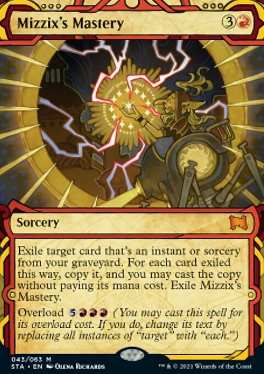 Mizzix's Mastery 3
Sorcery
Exile target card that's an instant or sorcery
from your graveyard. For each card exiled
this way, copy it, and you may cast the copy
without paying its mana cost. Exile Mizzix's
Mastery.
Overload 5 (You may cast this spell for
its overload cost. If you do, change its text by
replacing all instances of "target" with "each.")
043/063 M
STA • EN Olena Richards
™ & © 2021 Wizards of the Coast